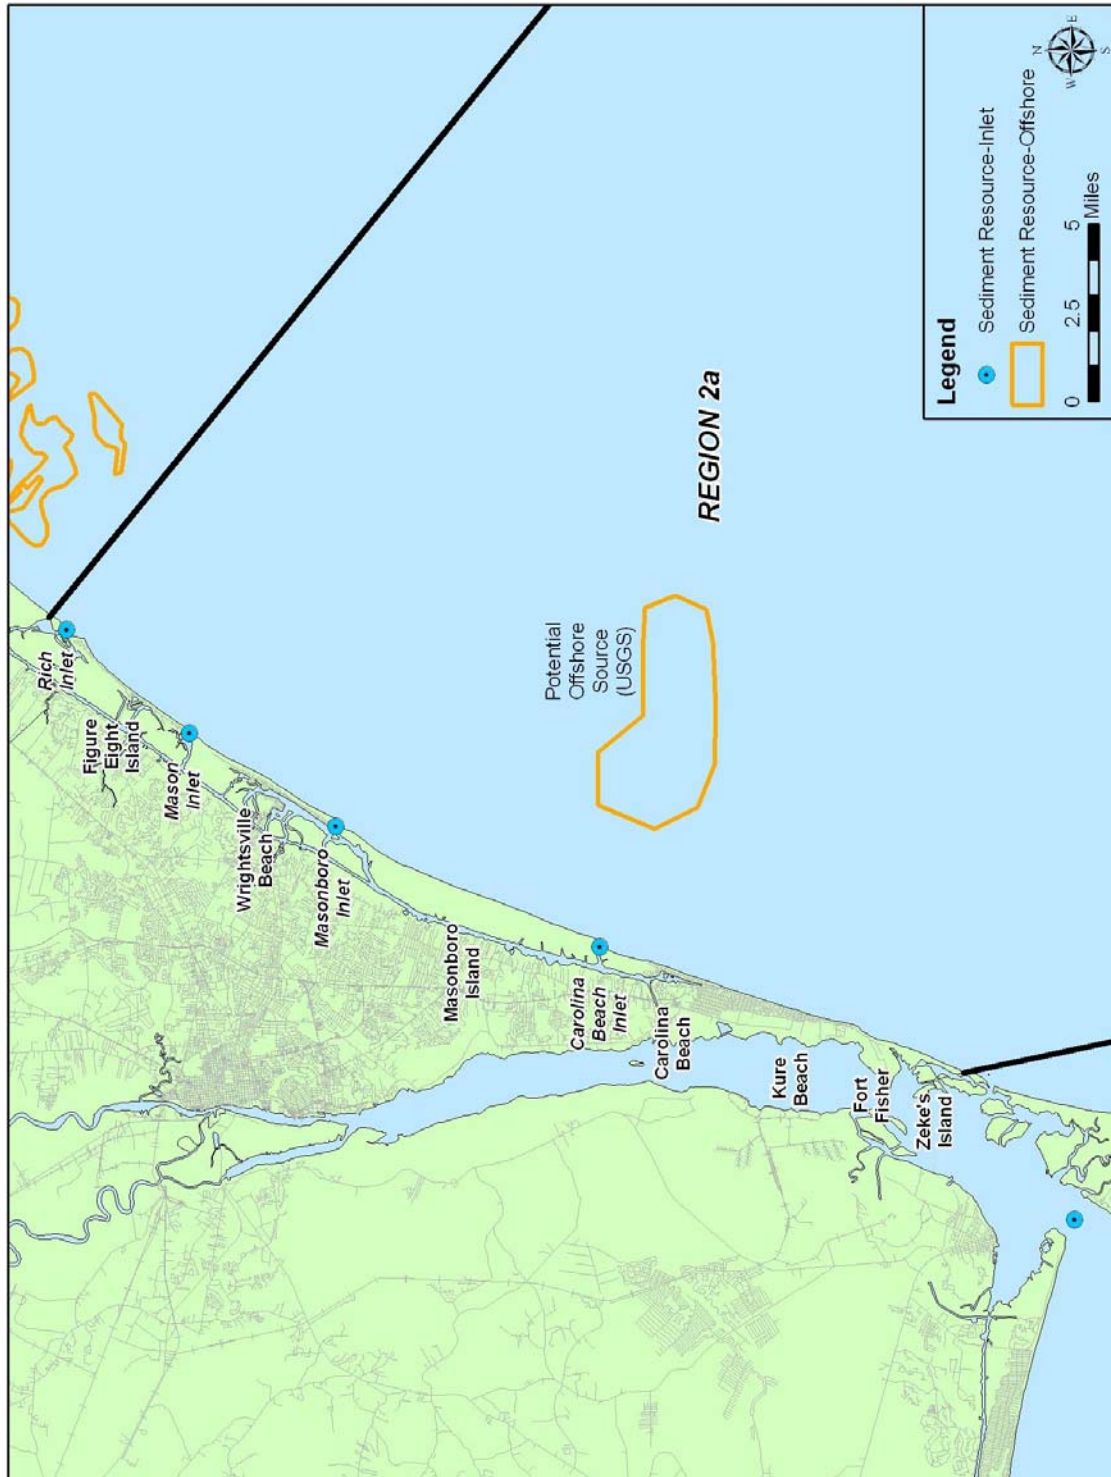 Rich
Inlet
Figure
Eight
Island
Mason
Inlet
Wrightsville
Beach
Masonboro
Inlet
Masonboro
Island
Carolina
Beach
Inlet
Carolina
Beach
Kure
Beach
Fort
Fisher
Zeke's
Island
Potential
Offshore
Source
(USGS)
REGION 2a
Legend
Sediment Resource-Inlet
Sediment Resource-Offshore
0 2.5 5
Miles
N
W E
S